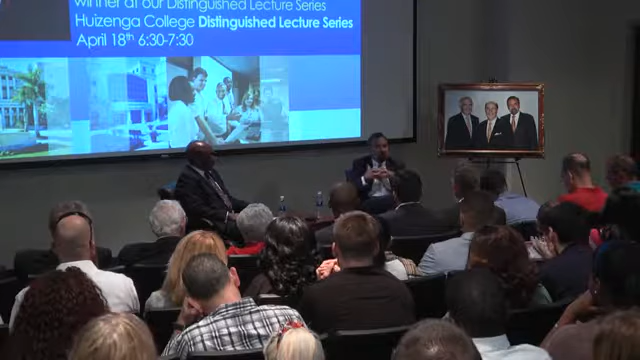 winner at our Distinguished Lecture Series
Huizenga College Distinguished Lecture Series
April 18th 6:30-7:30